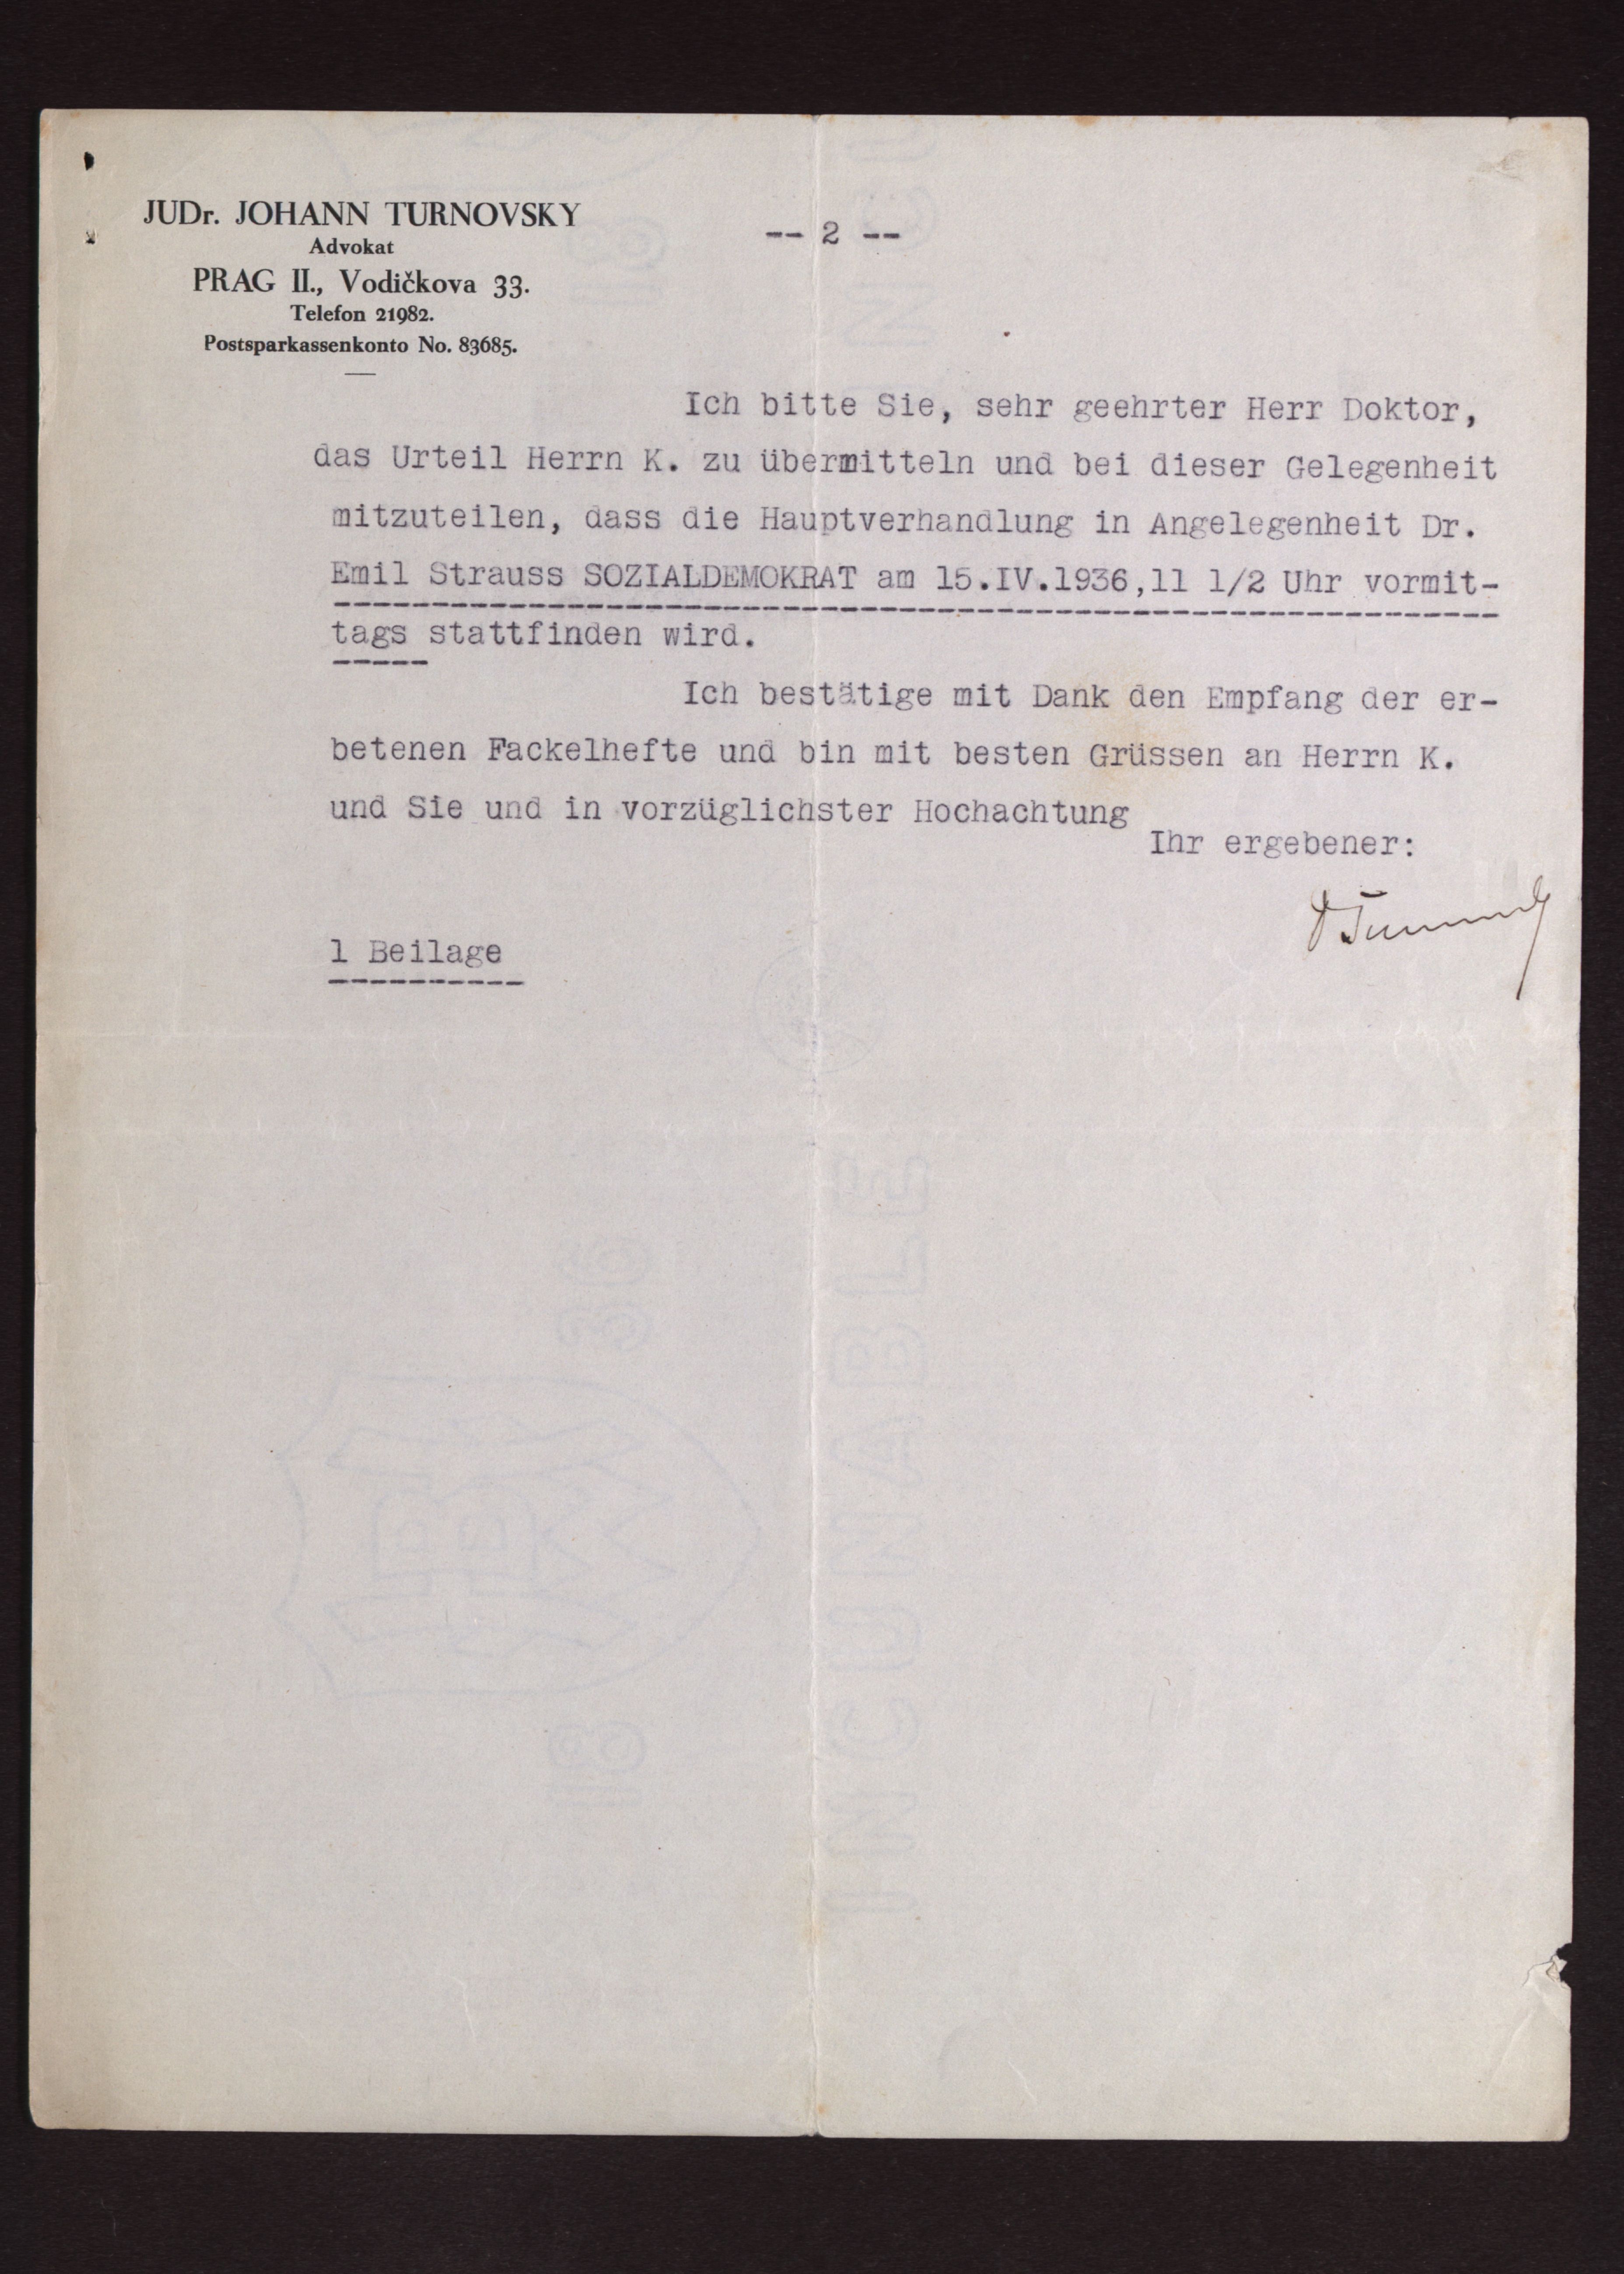 JUDr. JOHANN TURNOVSKY
Advokat
PRAG II., Vodičkova 33.
Telefon 21982.
Postsparkassenkonto No. 83685.
-- 2 --
Ich bitte Sie, sehr geehrter Herr Doktor,
das Urteil Herrn K. zu übermitteln und bei dieser Gelegenheit
mitzuteilen, dass die Hauptverhandlung in Angelegenheit Dr.
Emil Strauss SOZIALDEMOKRAT am 15.IV.1936,11 1/2 Uhr vormit-
tags stattfinden wird.
Ich bestätige mit Dank den Empfang der er-
betenen Fackelhefte und bin mit besten Grüssen an Herrn K.
und Sie und in vorzüglichster Hochachtung
Ihr ergebener:
1 Beilage
INCUNABLE